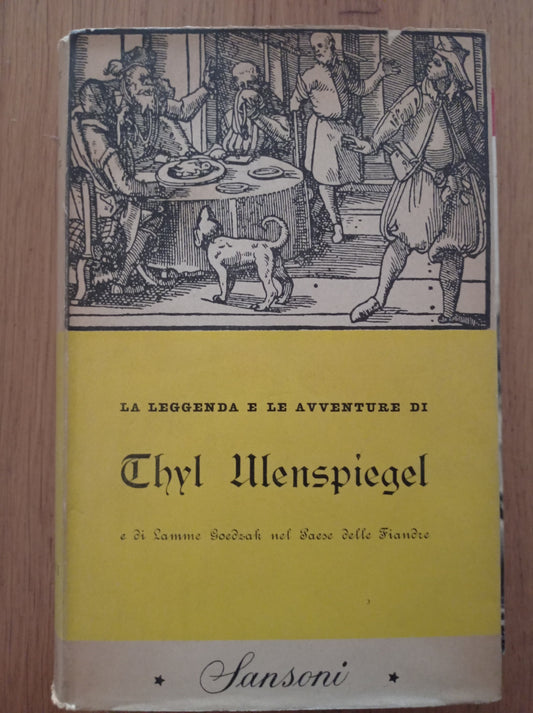 LA LEGGENDA E LE AVVENTURE DI
Thyl Ulenspiegel
e di Lamme Goedzak nel Paese delle Fiandre
★ Sansoni ★